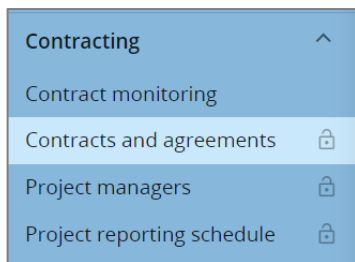 Contracting
Contract monitoring
Contracts and agreements
Project managers
Project reporting schedule